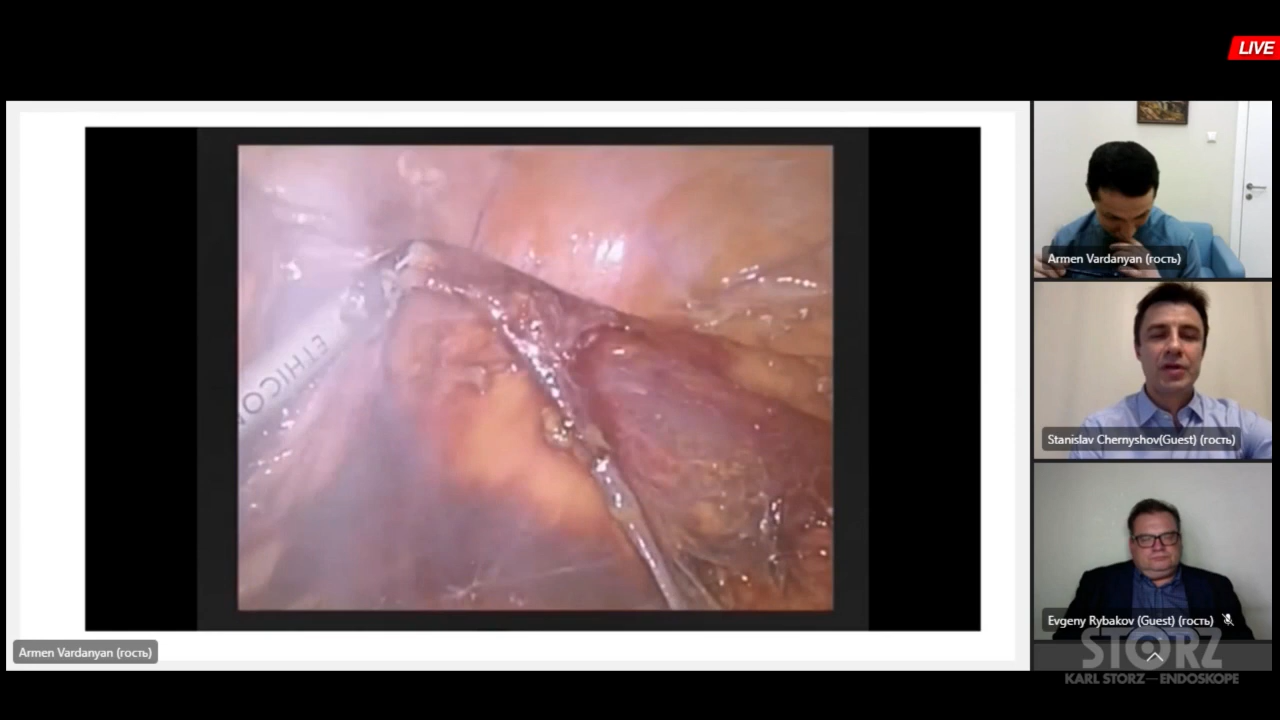 LIVE
ETHICO
Armen Vardanyan (гость)
Stanislav Chernyshov(Guest) (гость)
Evgeny Rybakov (Guest) (гость)
STORZ
KARL STORZ—ENDOSKOPE
Armen Vardanyan (гость)